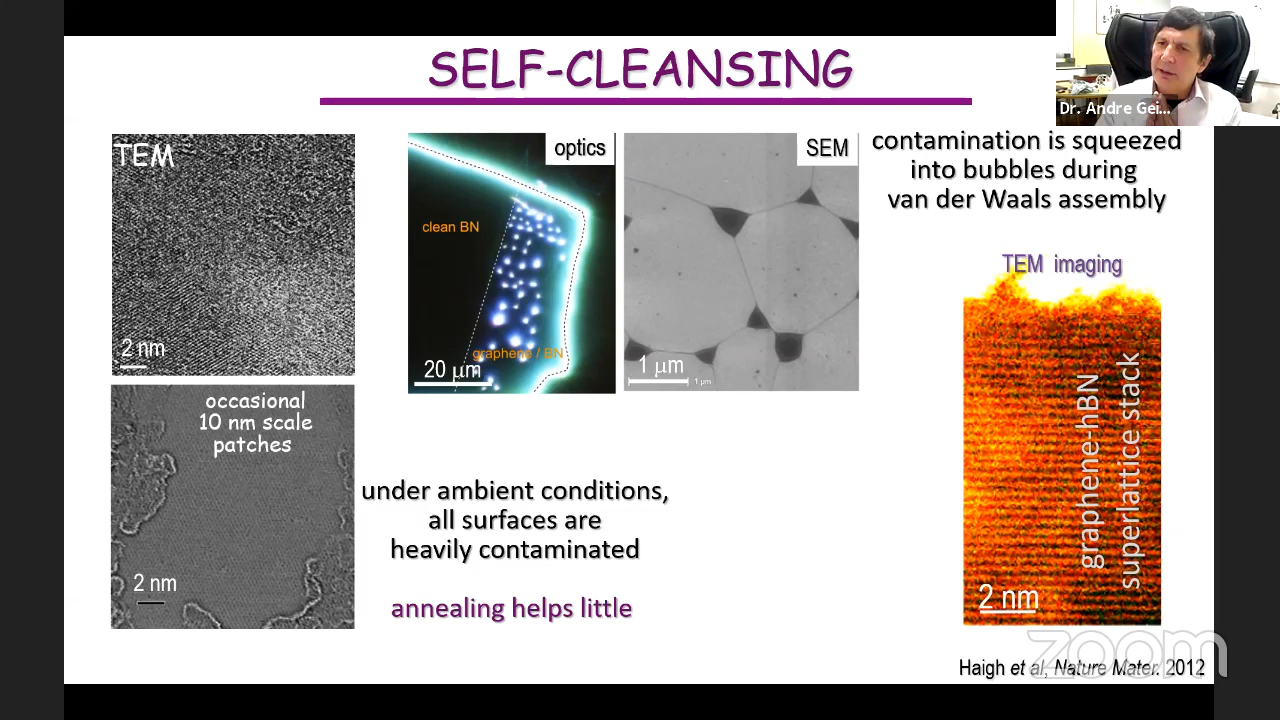 SELF-CLEANSING
Dr. Andre Gei...
TEM
2 nm
occasional
10 nm scale
patches
2 nm
optics
clean BN
graphene / BN
20 μm
SEM
1 μm
1 μm
contamination is squeezed
into bubbles during
van der Waals assembly
under ambient conditions,
all surfaces are
heavily contaminated
annealing helps little
TEM imaging
graphene-hBN
superlattice stack
2 nm
Haigh et al, Nature Mater. 2012
zoom